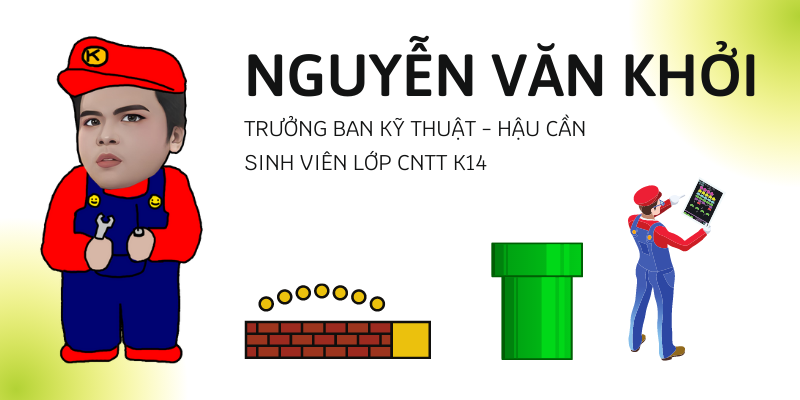 K
NGUYỄN VĂN KHỞI
TRƯỞNG BAN KỸ THUẬT - HẬU CẦN
SINH VIÊN LỚP CNTT K14